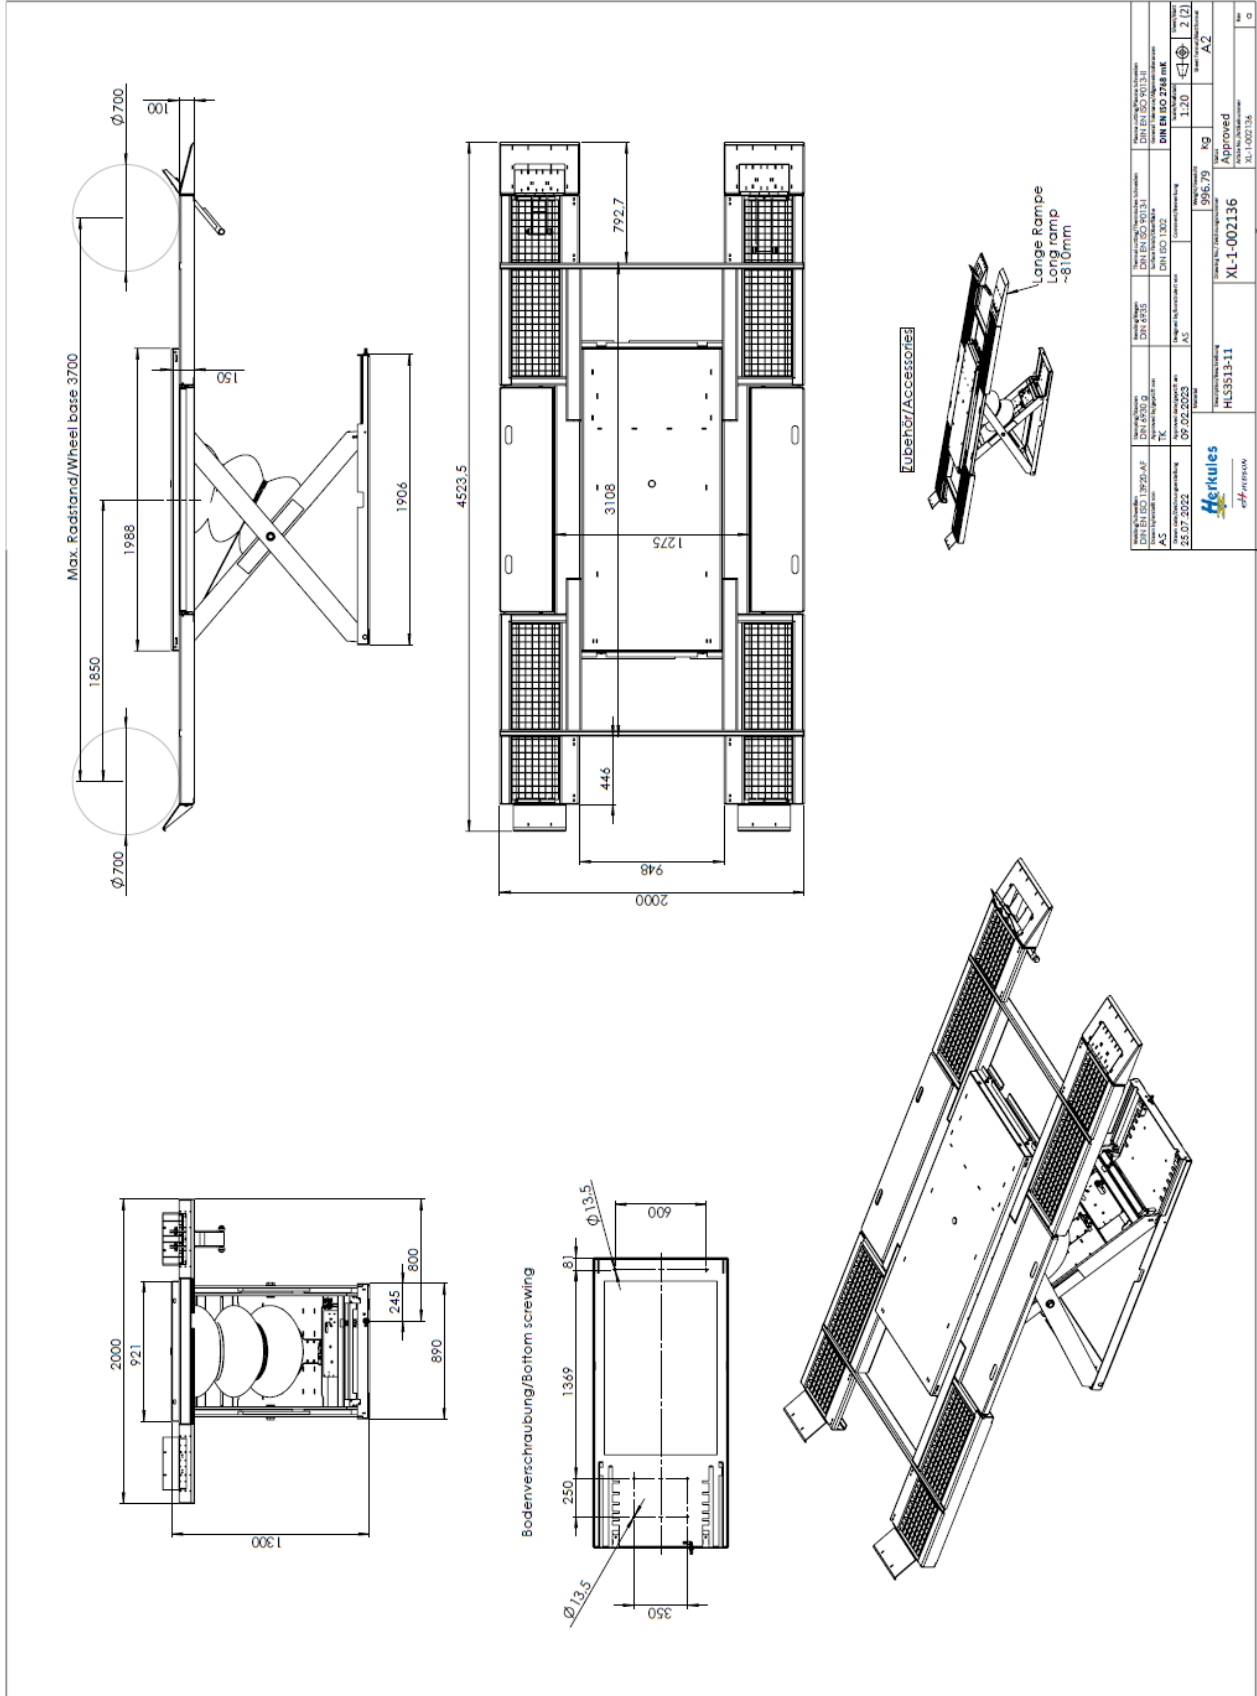 Max. Radstand/Wheel base 3700
1850
1988
Ø700
Ø700
100
150
1906
4523,5
792,7
3108
1275
446
948
2000
Zubehör/Accessories
Lange Rampe
Long ramp
~810mm
2000
921
1300
245
800
890
Bodenverschraubung/Bottom screwing
Ø13,5
600
81
1369
250
Ø13,5
350
DIN EN ISO 13920-AF
DIN 6930 g
DIN 6935
DIN EN ISO 9013-I
DIN EN ISO 9013-II
AS
TK
DIN ISO 1302
DIN EN ISO 2768 mK
25.07.2022
09.02.2023
AS
1:20
2 (2)
Herkules
HEDSON
996.79
kg
A2
HLS3513-11
XL-1-002136
Approved
XL-1-002136